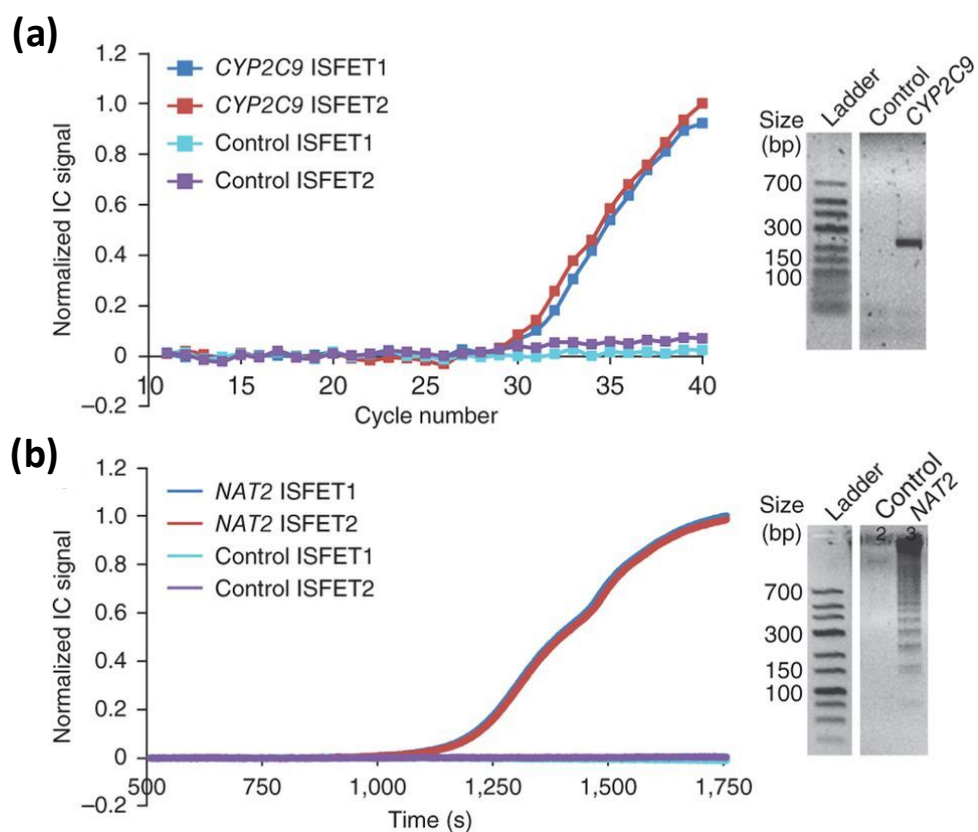 (a)
Normalized IC signal
1.2
1.0
0.8
0.6
0.4
0.2
0
–0.2
CYP2C9 ISFET1
CYP2C9 ISFET2
Control ISFET1
Control ISFET2
10 15 20 25 30 35 40
Cycle number
Size
(bp)
Ladder
Control
CYP2C9
700
300
150
100
(b)
Normalized IC signal
1.2
1.0
0.8
0.6
0.4
0.2
0
–0.2
NAT2 ISFET1
NAT2 ISFET2
Control ISFET1
Control ISFET2
500 750 1,000 1,250 1,500 1,750
Time (s)
Size
(bp)
Ladder
Control
NAT2
2 3
700
300
150
100